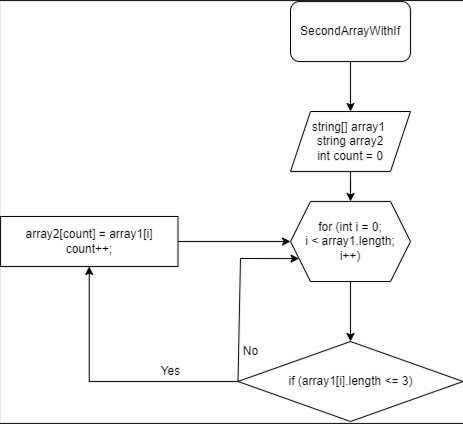 SecondArrayWithIf
string[] array1
string array2
int count = 0
for (int i = 0;
i < array1.length;
i++)
array2[count] = array1[i]
count++;
No
Yes
if (array1[i].length <= 3)